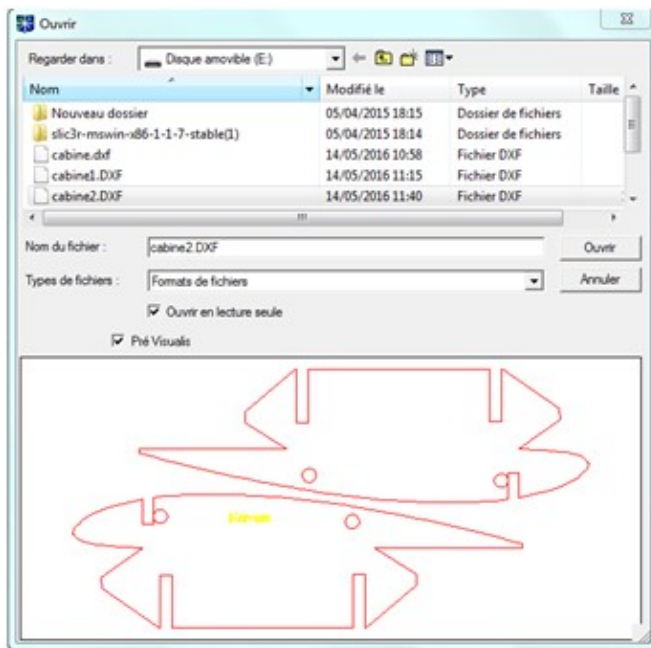 Ouvrir
Regarder dans : Disque amovible (E:)
Nom Modifié le Type Taille
Nouveau dossier 05/04/2015 18:15 Dossier de fichiers
slic3r-mswin-x86-1-1-7-stable(1) 05/04/2015 18:14 Dossier de fichiers
cabine.dxf 14/05/2016 10:58 Fichier DXF
cabine1.DXF 14/05/2016 11:15 Fichier DXF
cabine2.DXF 14/05/2016 11:40 Fichier DXF
Nom du fichier : cabine2.DXF Ouvrir
Types de fichiers : Formats de fichiers Annuler
Ouvrir en lecture seule
Pré Visualis